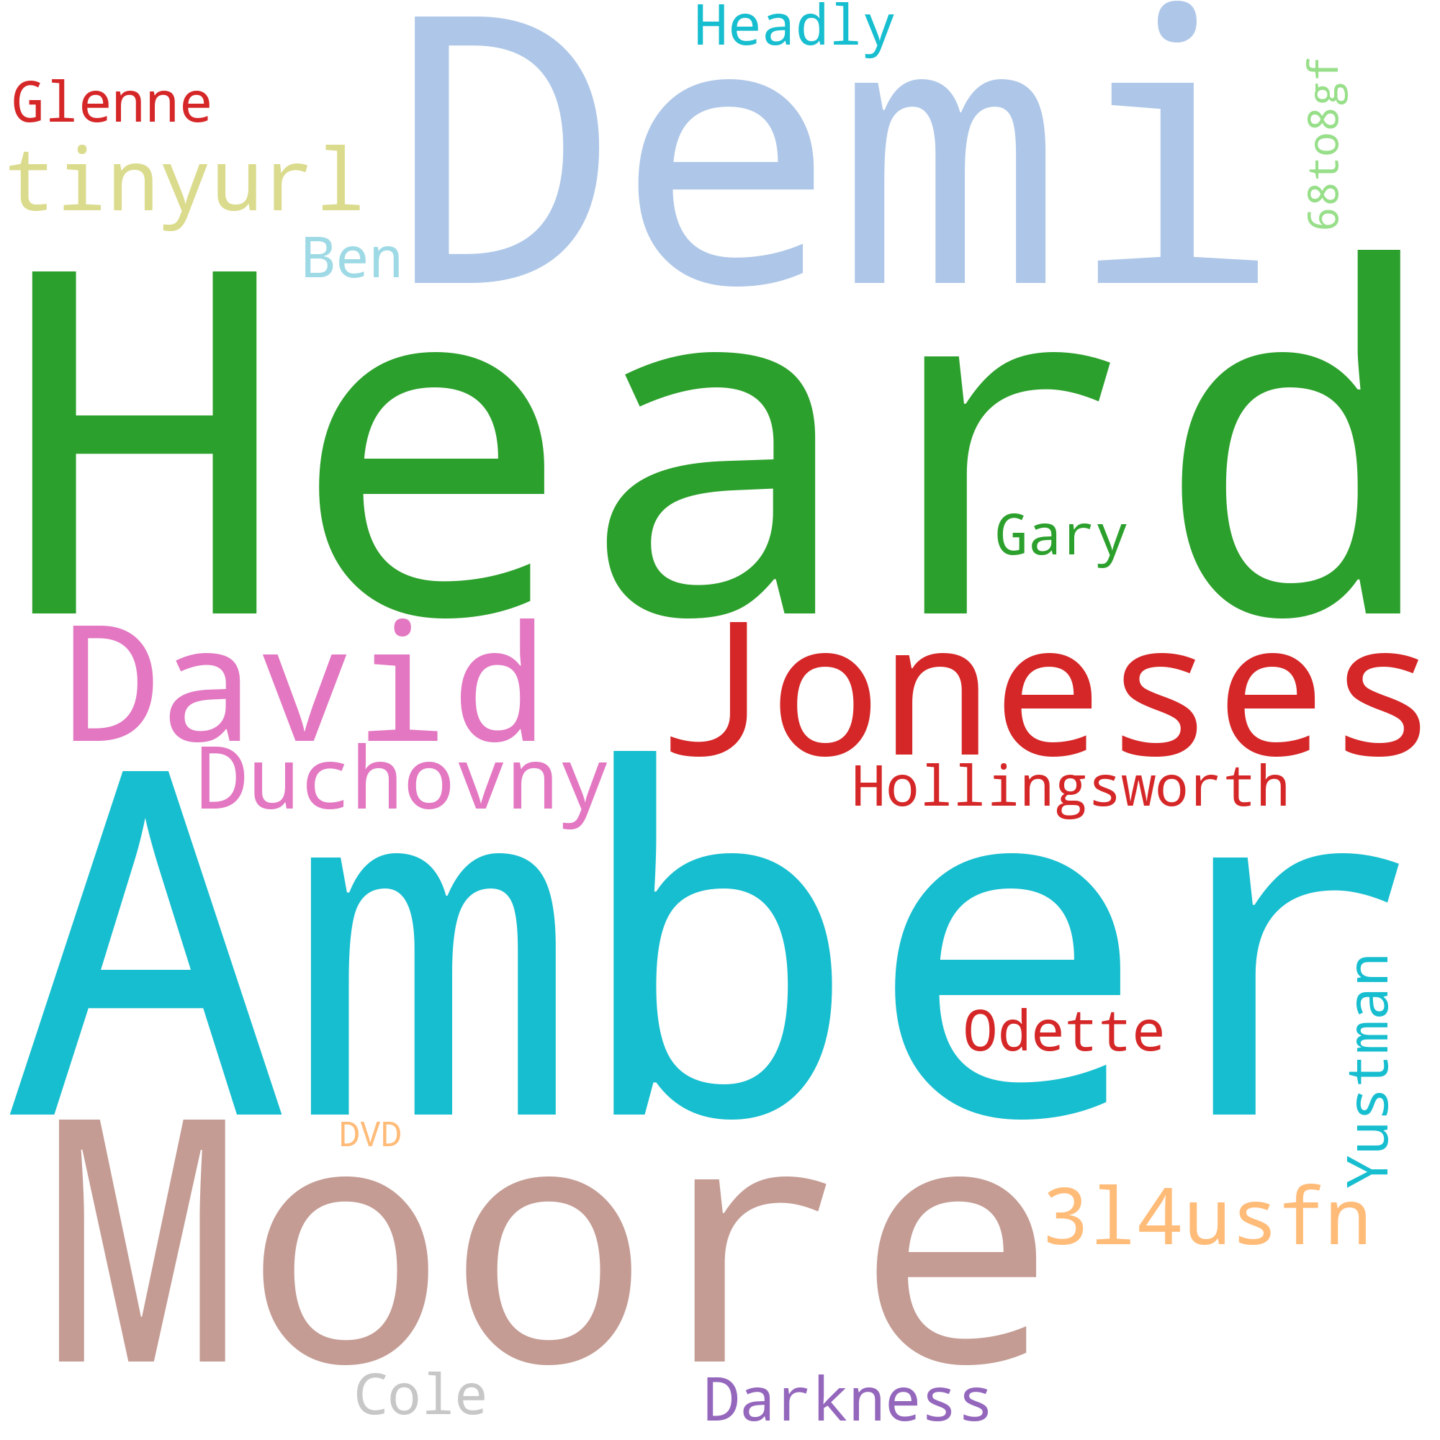 Headly
Demi
Glenne
68to8gf
tinyurl
Ben
Heard
Gary
David
Joneses
Duchovny
Hollingsworth
Amber
Odette
Yustman
Moore
DVD
3l4usfn
Cole
Darkness